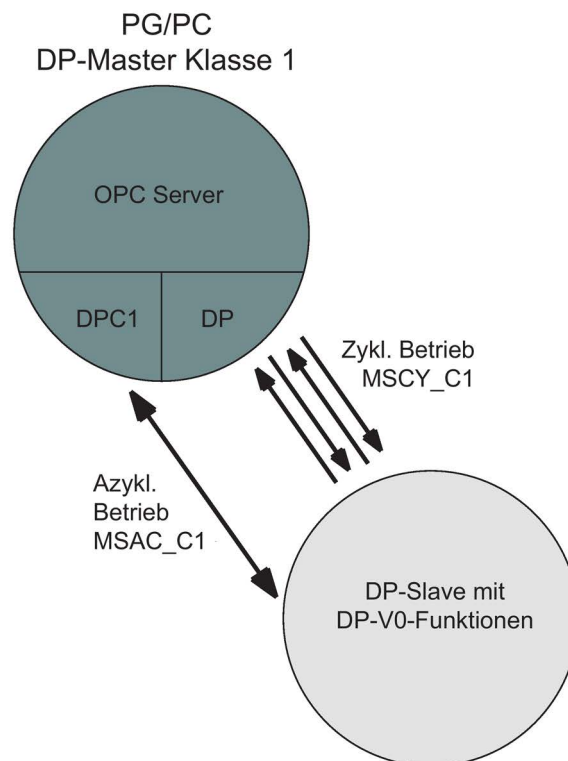 PG/PC
DP-Master Klasse 1
OPC Server
DPC1
DP
Zykl. Betrieb
MSCY_C1
Azykl.
Betrieb
MSAC_C1
DP-Slave mit
DP-V0-Funktionen